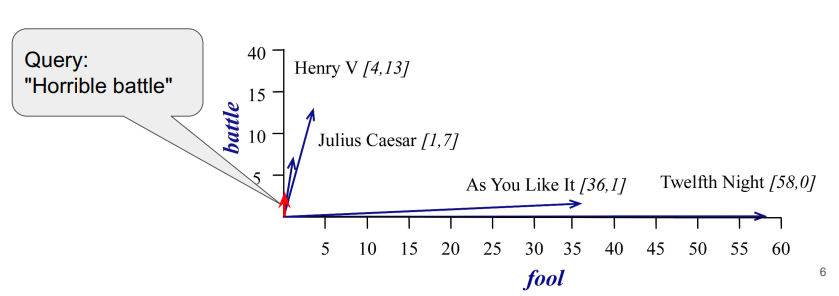 Query:
"Horrible battle"
40
Henry V [4,13]
15
10
Julius Caesar [1,7]
battle
5
As You Like It [36,1]
Twelfth Night [58,0]
5 10 15 20 25 30 35 40 45 50 55 60
fool
6